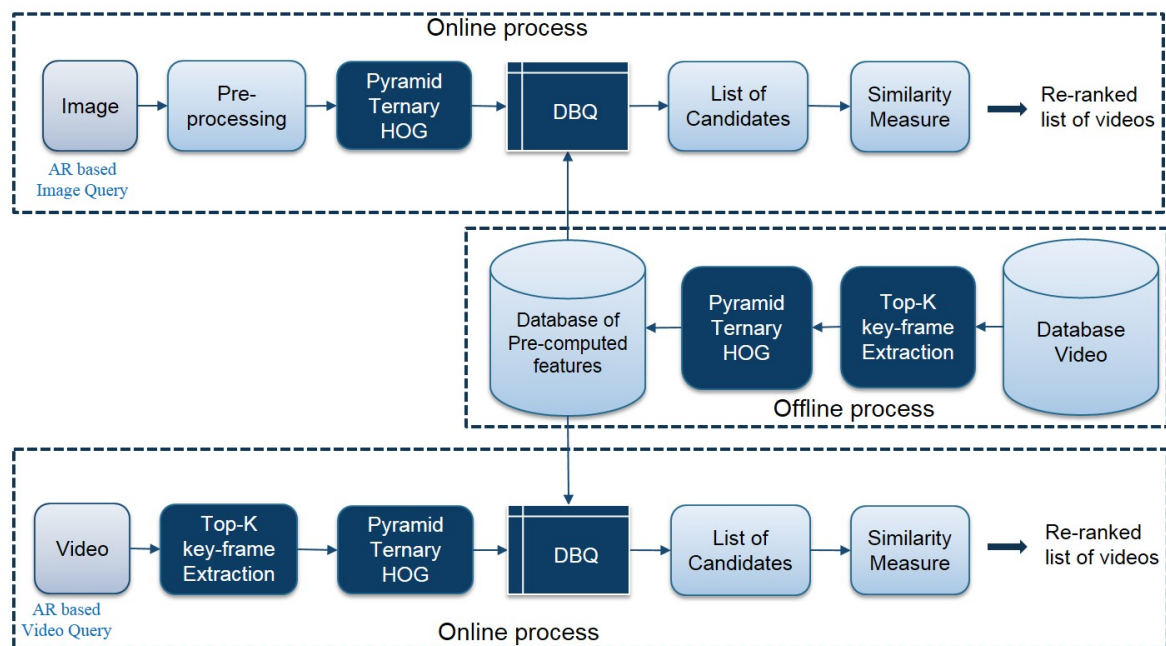 Online process
Image
AR based
Image Query
Pre-
processing
Pyramid
Ternary
HOG
DBQ
List of
Candidates
Similarity
Measure
Re-ranked
list of videos
Database of
Pre-computed
features
Pyramid
Ternary
HOG
Top-K
key-frame
Extraction
Database
Video
Offline process
Video
AR based
Video Query
Top-K
key-frame
Extraction
Pyramid
Ternary
HOG
DBQ
List of
Candidates
Similarity
Measure
Re-ranked
list of videos
Online process